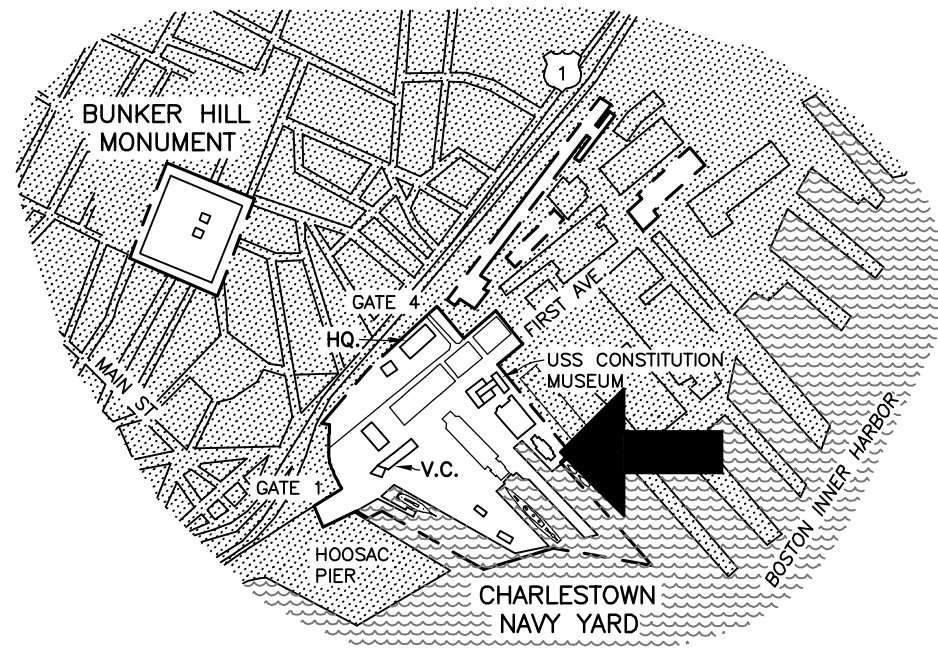 1
BUNKER HILL
MONUMENT
GATE 4
HQ.
FIRST AVE
USS CONSTITUTION
MUSEUM
MAIN ST
V.C.
GATE 1
BOSTON INNER HARBOR
HOOSAC
PIER
CHARLESTOWN
NAVY YARD